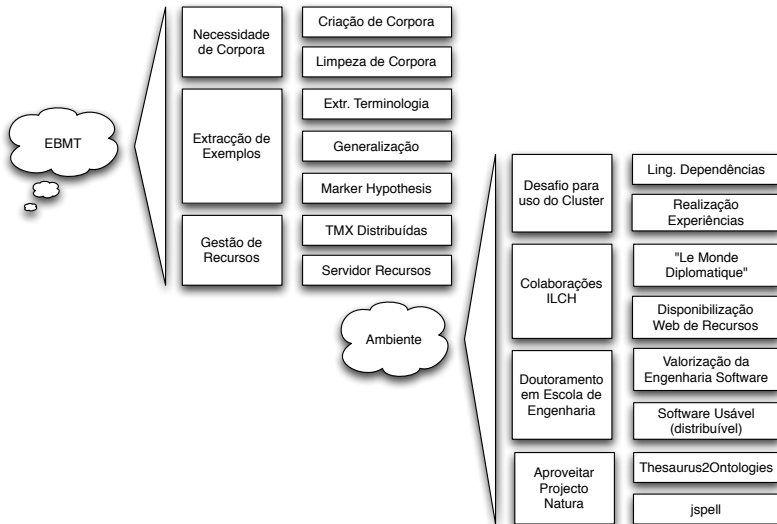 EBMT
Necessidade
de Corpora
Criação de Corpora
Limpeza de Corpora
Extracção de
Exemplos
Extr. Terminologia
Generalização
Marker Hypothesis
Gestão de
Recursos
TMX Distribuídas
Servidor Recursos
Ambiente
Desafio para
uso do Cluster
Ling. Dependências
Realização
Experiências
Colaborações
ILCH
"Le Monde
Diplomatique"
Disponibilização
Web de Recursos
Doutoramento
em Escola de
Engenharia
Valorização da
Engenharia Software
Software Usável
(distribuível)
Aproveitar
Projecto
Natura
Thesaurus2Ontologies
jspell